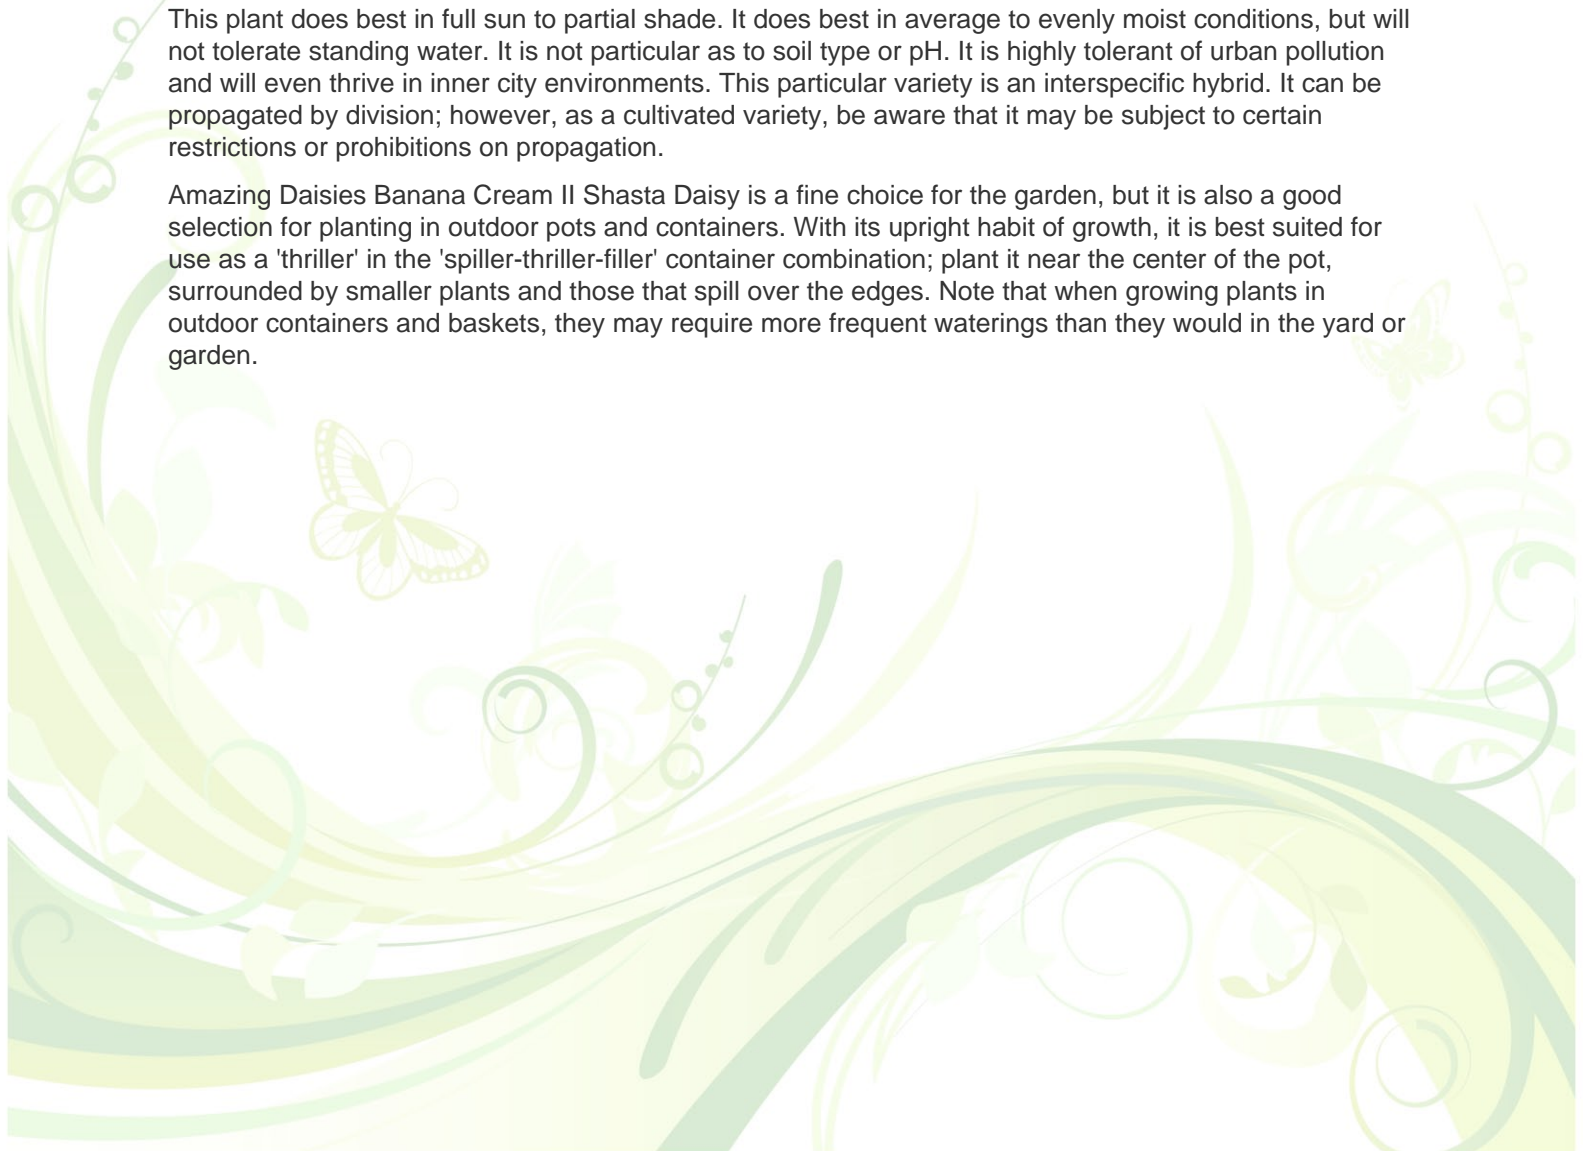 This plant does best in full sun to partial shade. It does best in average to evenly moist conditions, but will
not tolerate standing water. It is not particular as to soil type or pH. It is highly tolerant of urban pollution
and will even thrive in inner city environments. This particular variety is an interspecific hybrid. It can be
propagated by division; however, as a cultivated variety, be aware that it may be subject to certain
restrictions or prohibitions on propagation.
Amazing Daisies Banana Cream II Shasta Daisy is a fine choice for the garden, but it is also a good
selection for planting in outdoor pots and containers. With its upright habit of growth, it is best suited for
use as a 'thriller' in the 'spiller-thriller-filler' container combination; plant it near the center of the pot,
surrounded by smaller plants and those that spill over the edges. Note that when growing plants in
outdoor containers and baskets, they may require more frequent waterings than they would in the yard or
garden.